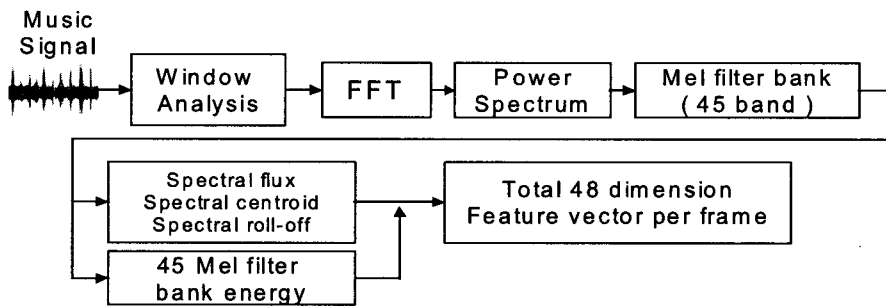 Music
Signal
Window
Analysis
FFT
Power
Spectrum
Mel filter bank
( 45 band )
Spectral flux
Spectral centroid
Spectral roll-off
Total 48 dimension
Feature vector per frame
45 Mel filter
bank energy